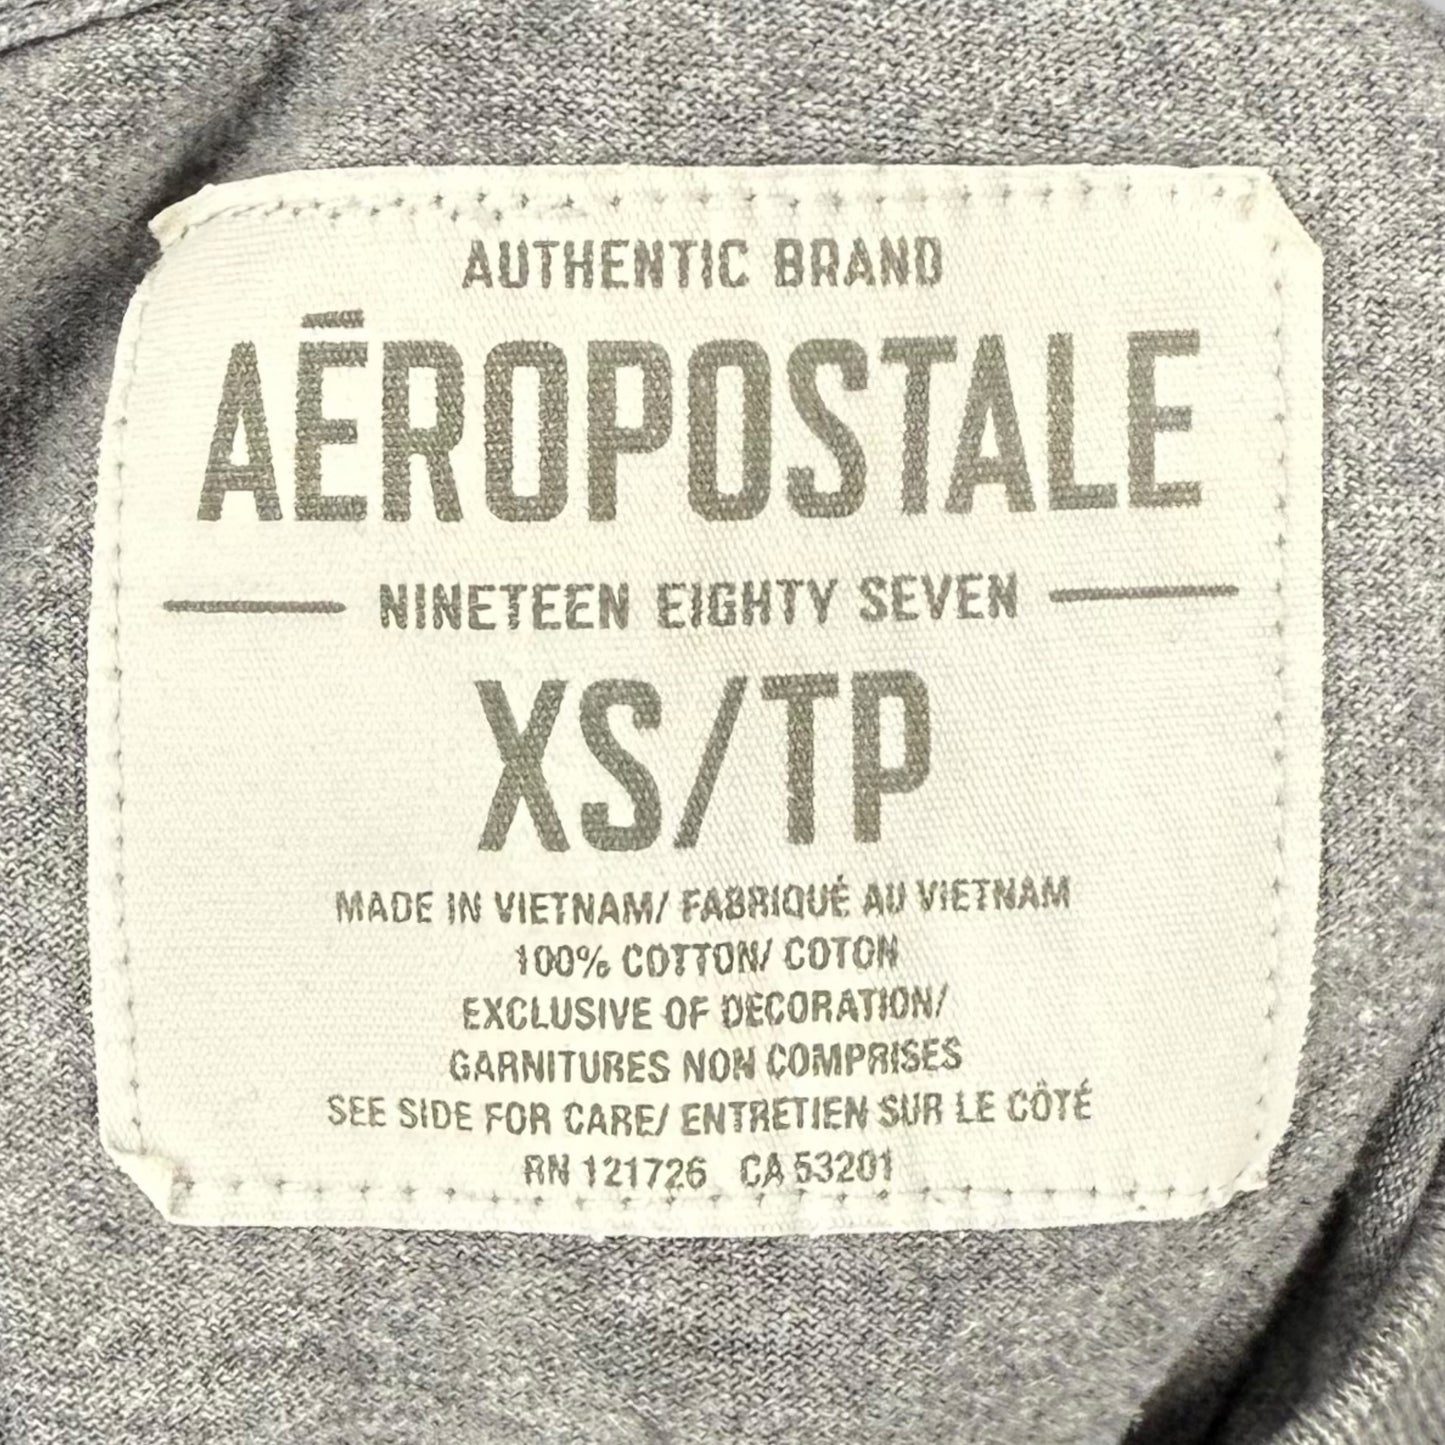 AUTHENTIC BRAND
AÉROPOSTALE
NINETEEN EIGHTY SEVEN
XS/TP
MADE IN VIETNAM/ FABRIQUÉ AU VIETNAM
100% COTTON/ COTON
EXCLUSIVE OF DECORATION/
GARNITURES NON COMPRISES
SEE SIDE FOR CARE/ ENTRETIEN SUR LE CÔTÉ
RN 121726 CA 53201